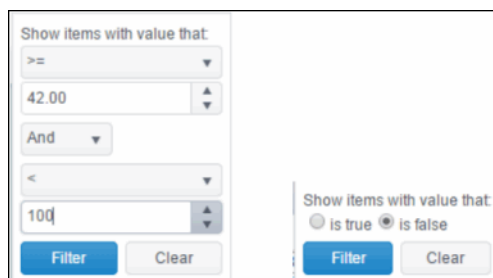 Show items with value that:
>=
42.00
And
<
100
Filter Clear
Show items with value that:
is true is false
Filter Clear